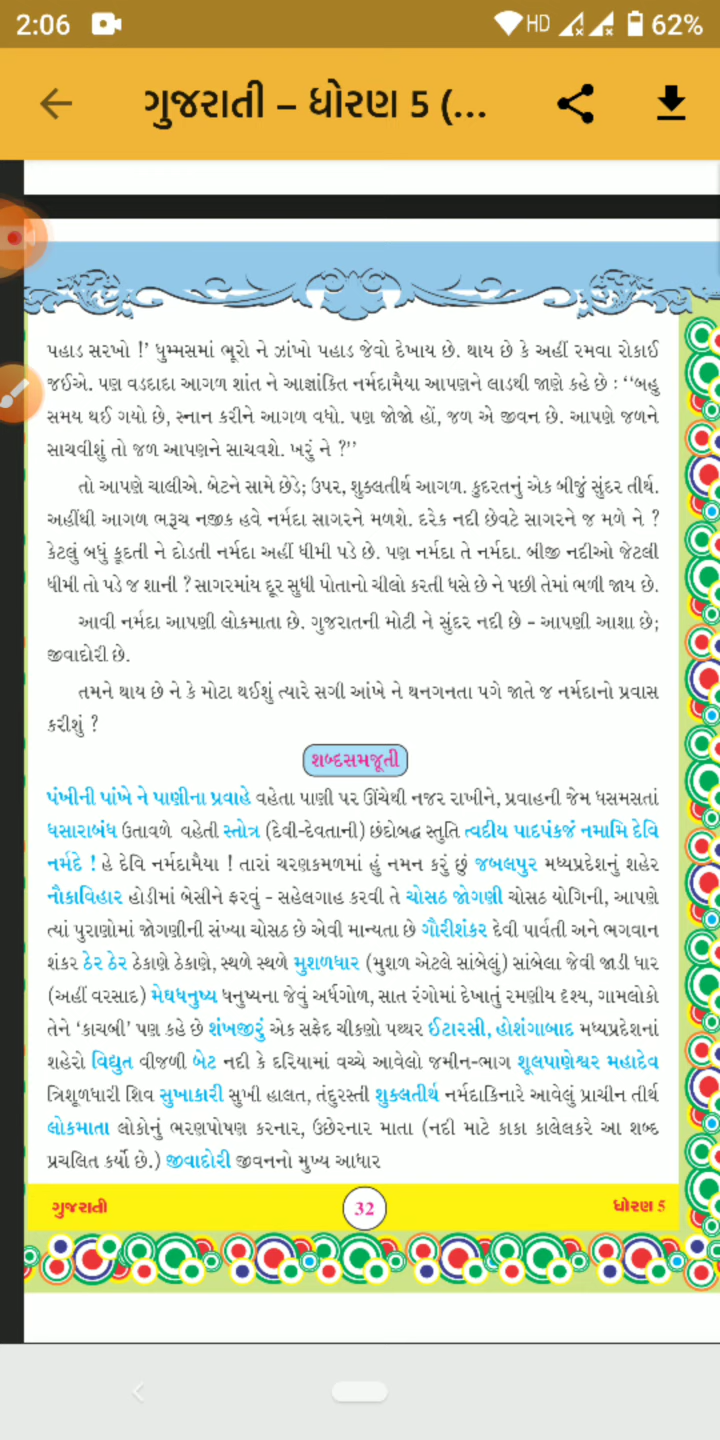 2:06
HD
62%
ગુજરાતી – ધોરણ 5 (...
પહાડ સરખો !’ ધુમ્મસમાં ભૂરો ને ઝાંખો પહાડ જેવો દેખાય છે. થાય છે કે અહીં રમવા રોકાઈ
જઈએ. પણ વડદાદા આગળ શાંત ને આજ્ઞાંકિત નર્મદામૈયા આપણને લાડથી જાણે કહે છે : ‘‘બહુ
સમય થઈ ગયો છે, સ્નાન કરીને આગળ વધો. પણ જોજો હોં, જળ એ જીવન છે. આપણે જળને
સાચવીશું તો જળ આપણને સાચવશે. ખરું ને ?’’
તો આપણે ચાલીએ. બેટને સામે છેડે; ઉપર, શુક્લતીર્થ આગળ. કુદરતનું એક બીજું સુંદર તીર્થ.
અહીંથી આગળ ભરૂચ નજીક હવે નર્મદા સાગરને મળશે. દરેક નદી છેવટે સાગરને જ મળે ને ?
કેટલું બધું કૂદતી ને દોડતી નર્મદા અહીં ધીમી પડે છે. પણ નર્મદા તે નર્મદા. બીજી નદીઓ જેટલી
ધીમી તો પડે જ શાની ? સાગરમાંય દૂર સુધી પોતાનો ચીલો કરતી ધસે છે ને પછી તેમાં ભળી જાય છે.
આવી નર્મદા આપણી લોકમાતા છે. ગુજરાતની મોટી ને સુંદર નદી છે – આપણી આશા છે;
જીવાદોરી છે.
તમને થાય છે ને કે મોટા થઈશું ત્યારે સગી આંખે ને થનગનતા પગે જાતે જ નર્મદાનો પ્રવાસ
કરીશું ?
શબ્દસમજૂતી
પંખીની પાંખે ને પાણીના પ્રવાહે વહેતા પાણી પર ઊંચેથી નજર રાખીને, પ્રવાહની જેમ ધસમસતાં
ધસારાબંધ ઉતાવળે વહેતી સ્તોત્ર (દેવી-દેવતાની) છંદોબદ્ધ સ્તુતિ ત્વદીય પાદપંકજં નમામિ દેવિ
નર્મદે ! હે દેવિ નર્મદામૈયા ! તારાં ચરણકમળમાં હું નમન કરું છું જબલપુર મધ્યપ્રદેશનું શહેર
નૌકાવિહાર હોડીમાં બેસીને ફરવું - સહેલગાહ કરવી તે ચોસઠ જોગણી ચોસઠ યોગિની, આપણે
ત્યાં પુરાણોમાં જોગણીની સંખ્યા ચોસઠ છે એવી માન્યતા છે ગૌરીશંકર દેવી પાર્વતી અને ભગવાન
શંકર ઠેર ઠેર ઠેકાણે ઠેકાણે, સ્થળે સ્થળે મુશળધાર (મુશળ એટલે સાંબેલું) સાંબેલા જેવી જાડી ધાર
(અહીં વરસાદ) મેઘધનુષ્ય ધનુષ્યના જેવું અર્ધગોળ, સાત રંગોમાં દેખાતું રમણીય દૃશ્ય, ગામલોકો
તેને ‘કાચબી’ પણ કહે છે શંખજીરું એક સફેદ ચીકણો પથ્થર ઈટારસી, હોશંગાબાદ મધ્યપ્રદેશનાં
શહેરો વિદ્યુત વીજળી બેટ નદી કે દરિયામાં વચ્ચે આવેલો જમીન-ભાગ શૂલપાણેશ્વર મહાદેવ
ત્રિશૂળધારી શિવ સુખાકારી સુખી હાલત, તંદુરસ્તી શુક્લતીર્થ નર્મદાકિનારે આવેલું પ્રાચીન તીર્થ
લોકમાતા લોકોનું ભરણપોષણ કરનાર, ઉછેરનાર માતા (નદી માટે કાકા કાલેલકરે આ શબ્દ
પ્રચલિત કર્યો છે.) જીવાદોરી જીવનનો મુખ્ય આધાર
ગુજરાતી
32
ધોરણ 5